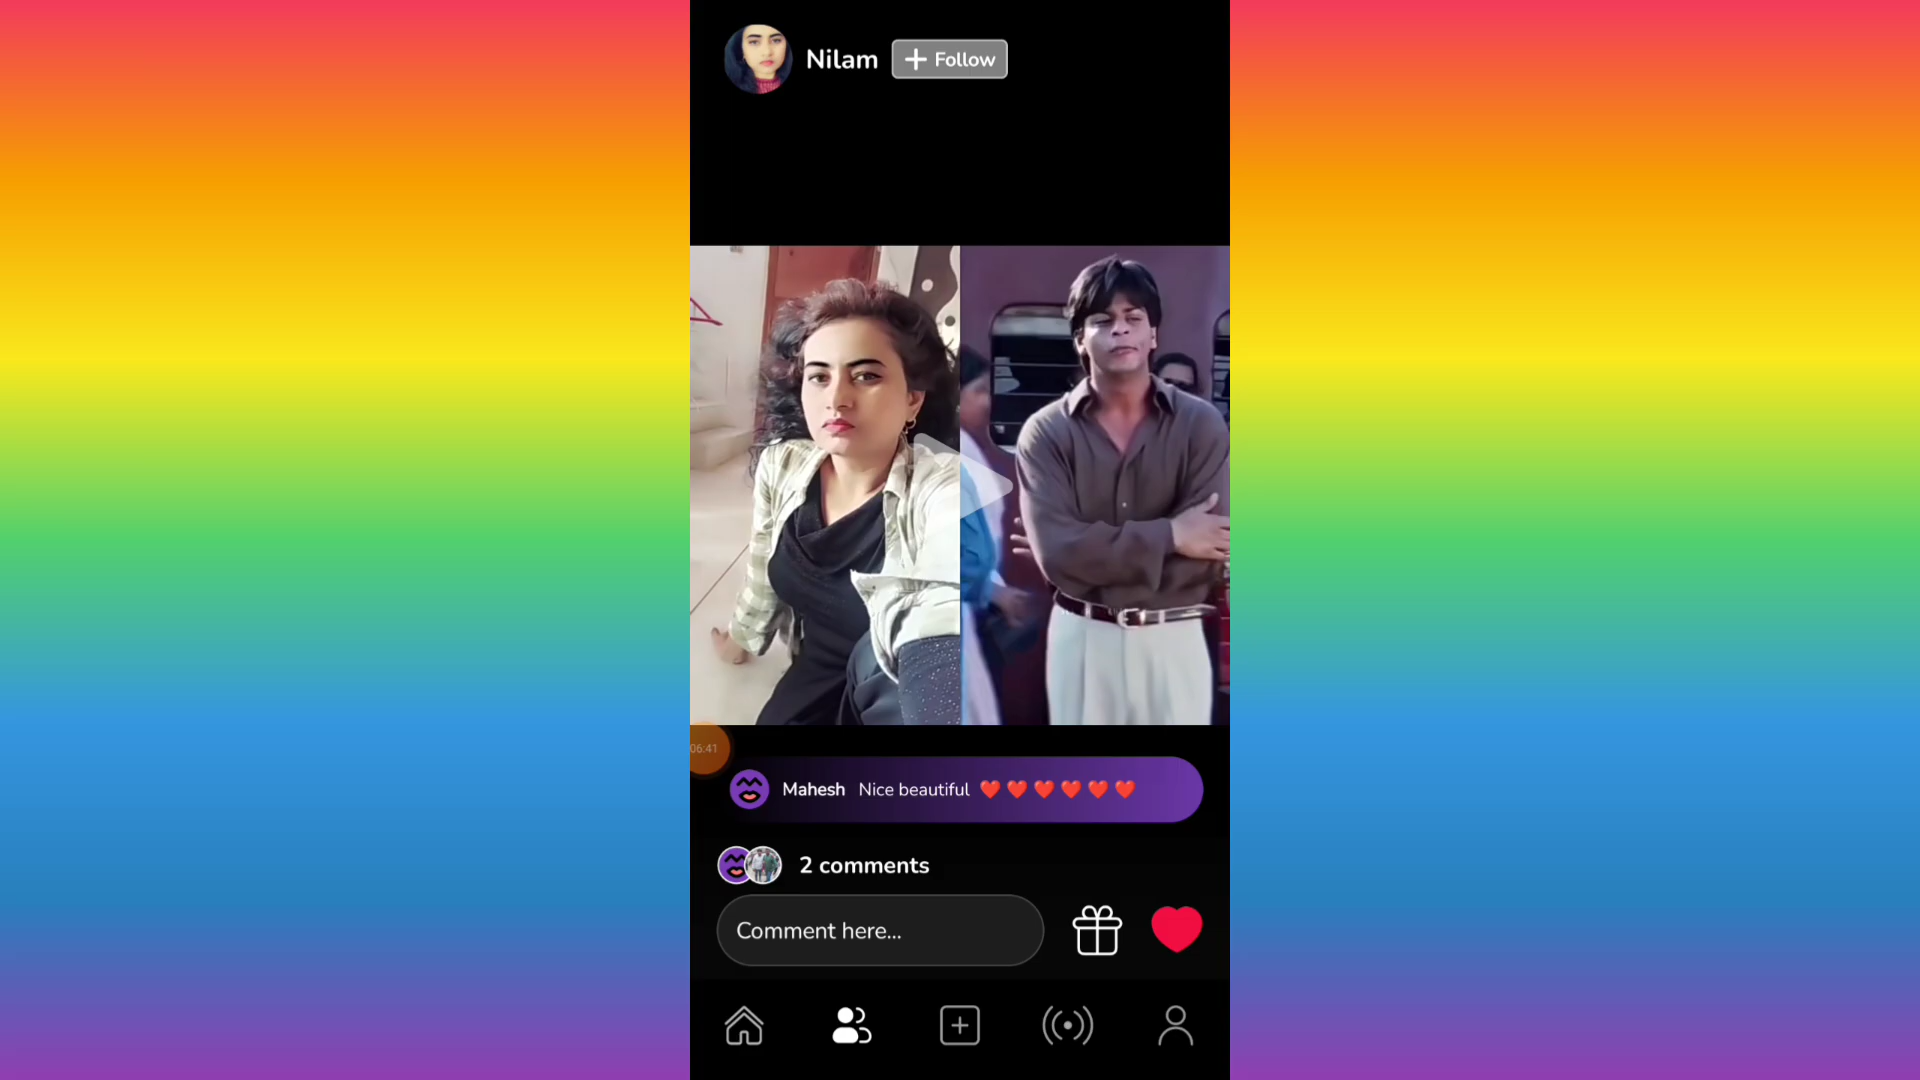 Nilam
Follow
06:41
Mahesh Nice beautiful ❤️❤️❤️❤️❤️❤️
2 comments
Comment here...